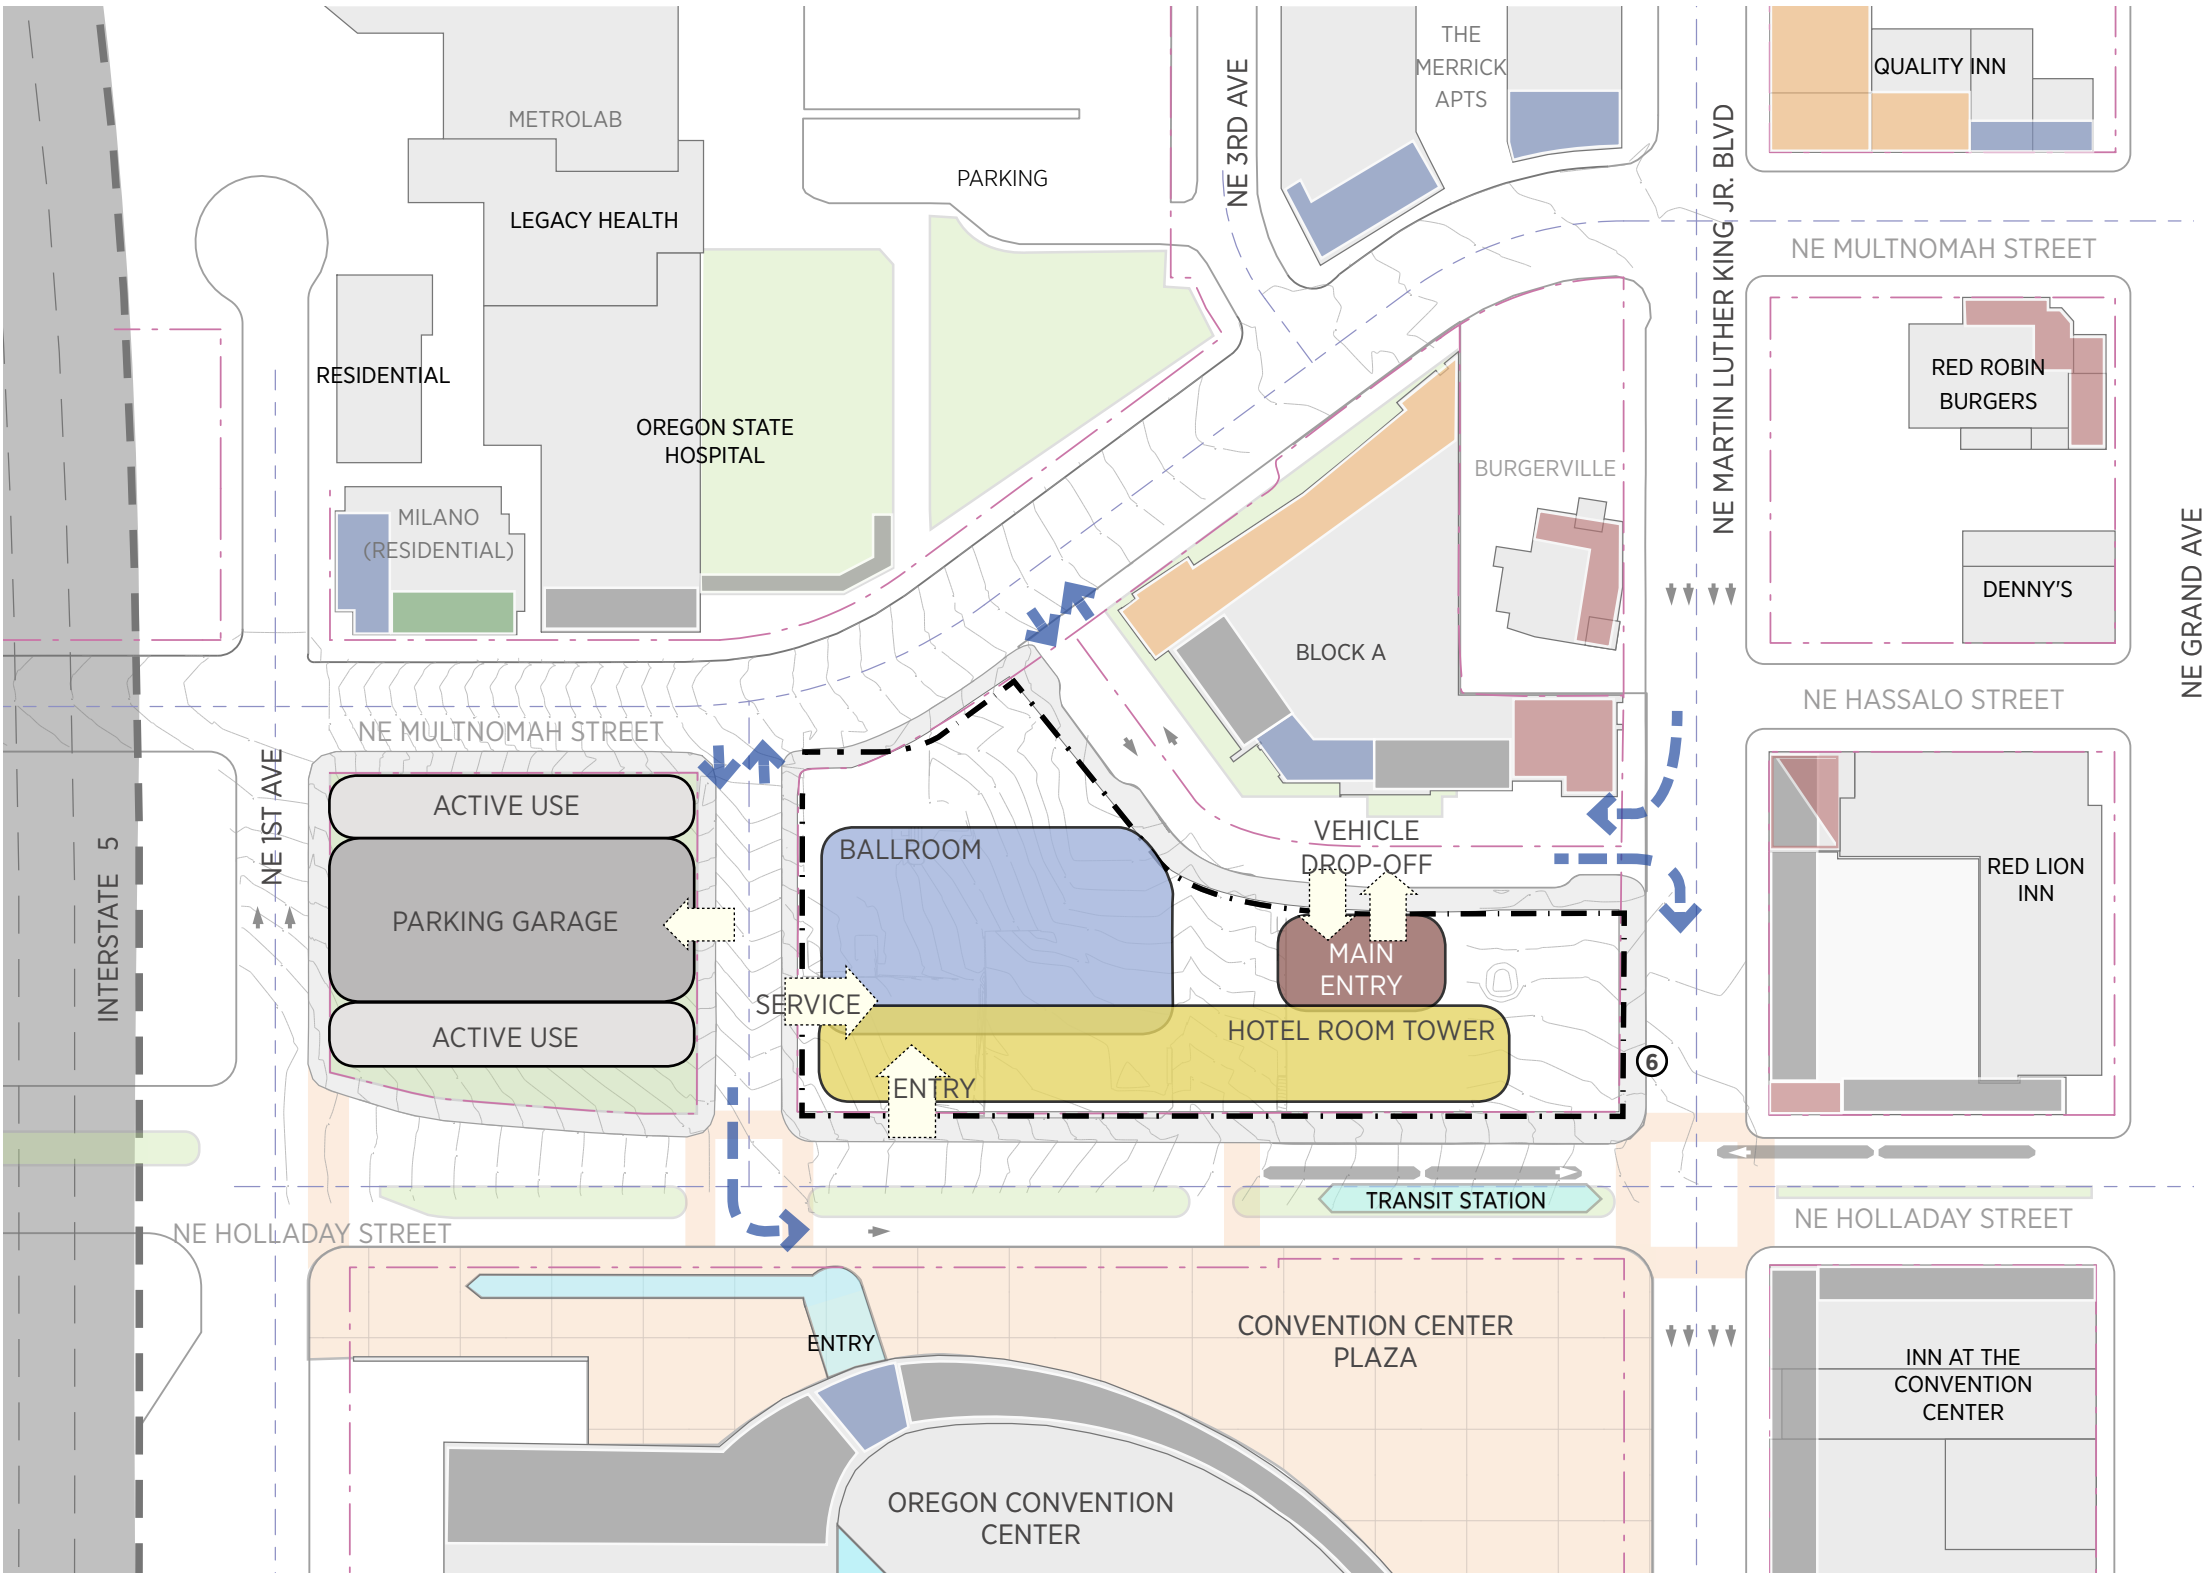 THE
MERRICK
APTS
QUALITY INN
METROLAB
PARKING
NE 3RD AVE
LEGACY HEALTH
NE MARTIN LUTHER KING JR. BLVD
NE MULTNOMAH STREET
RESIDENTIAL
RED ROBIN
BURGERS
OREGON STATE
HOSPITAL
BURGERVILLE
MILANO
(RESIDENTIAL)
DENNY'S
NE GRAND AVE
BLOCK A
NE HASSALO STREET
NE MULTNOMAH STREET
NE 1ST AVE
INTERSTATE 5
ACTIVE USE
PARKING GARAGE
ACTIVE USE
BALLROOM
VEHICLE
DROP-OFF
RED LION
INN
MAIN
ENTRY
SERVICE
HOTEL ROOM TOWER
ENTRY
6
TRANSIT STATION
NE HOLLADAY STREET
NE HOLLADAY STREET
ENTRY
CONVENTION CENTER
PLAZA
INN AT THE
CONVENTION
CENTER
OREGON CONVENTION
CENTER